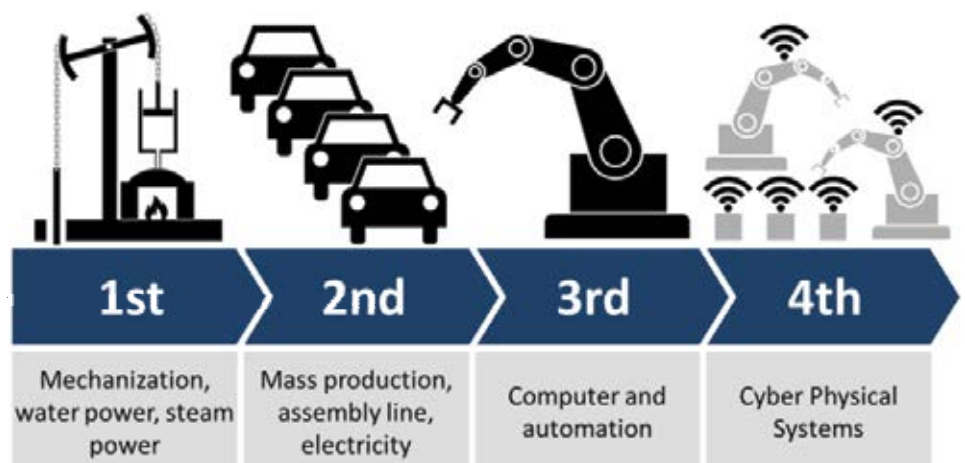 1st
2nd
3rd
4th
Mechanization,
water power, steam
power
Mass production,
assembly line,
electricity
Computer and
automation
Cyber Physical
Systems